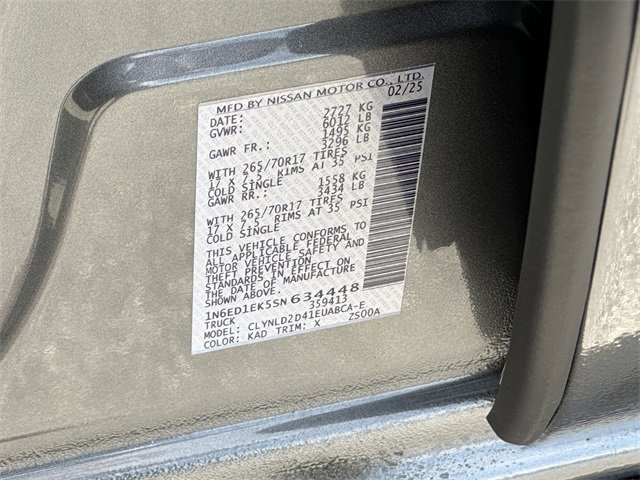 MFD BY NISSAN MOTOR CO., LTD.
DATE: 02/25
GVWR: 2727 KG
6012 LB
GAWR FR.: 1495 KG
3296 LB
WITH 265/70R17 TIRES
17 X 7.5 RIMS AT 35 PSI
COLD SINGLE
GAWR RR.: 1558 KG
3434 LB
WITH 265/70R17 TIRES
17 X 7.5 RIMS AT 35 PSI
COLD SINGLE
THIS VEHICLE CONFORMS TO
ALL APPLICABLE FEDERAL
MOTOR VEHICLE SAFETY AND
THEFT PREVENTION
STANDARDS IN EFFECT ON
THE DATE OF MANUFACTURE
SHOWN ABOVE.
1N6ED1EK5SN634448
TRUCK 359413
MODEL: CLYNLD2D41EUABCA-E
COLOR: KAD TRIM: X Z500A